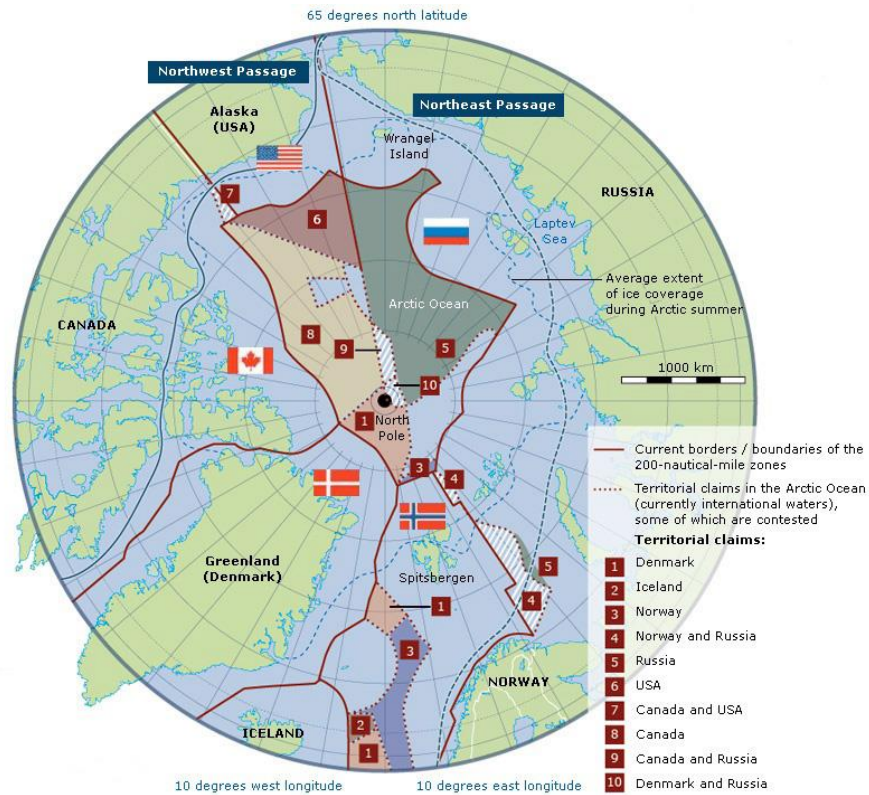 65 degrees north latitude
Northwest Passage
Northeast Passage
Alaska
(USA)
Wrangel
Island
RUSSIA
7
6
Laptev
Sea
Average extent
of ice coverage
during Arctic summer
Arctic Ocean
CANADA
8
9
5
1000 km
10
1
North
Pole
3
4
Current borders / boundaries of the
200-nautical-mile zones
Territorial claims in the Arctic Ocean
(currently international waters),
some of which are contested
Greenland
(Denmark)
Spitsbergen
5
4
1
3
NORWAY
2
ICELAND
1
Territorial claims:
1 Denmark
2 Iceland
3 Norway
4 Norway and Russia
5 Russia
6 USA
7 Canada and USA
8 Canada
9 Canada and Russia
10 Denmark and Russia
10 degrees west longitude
10 degrees east longitude